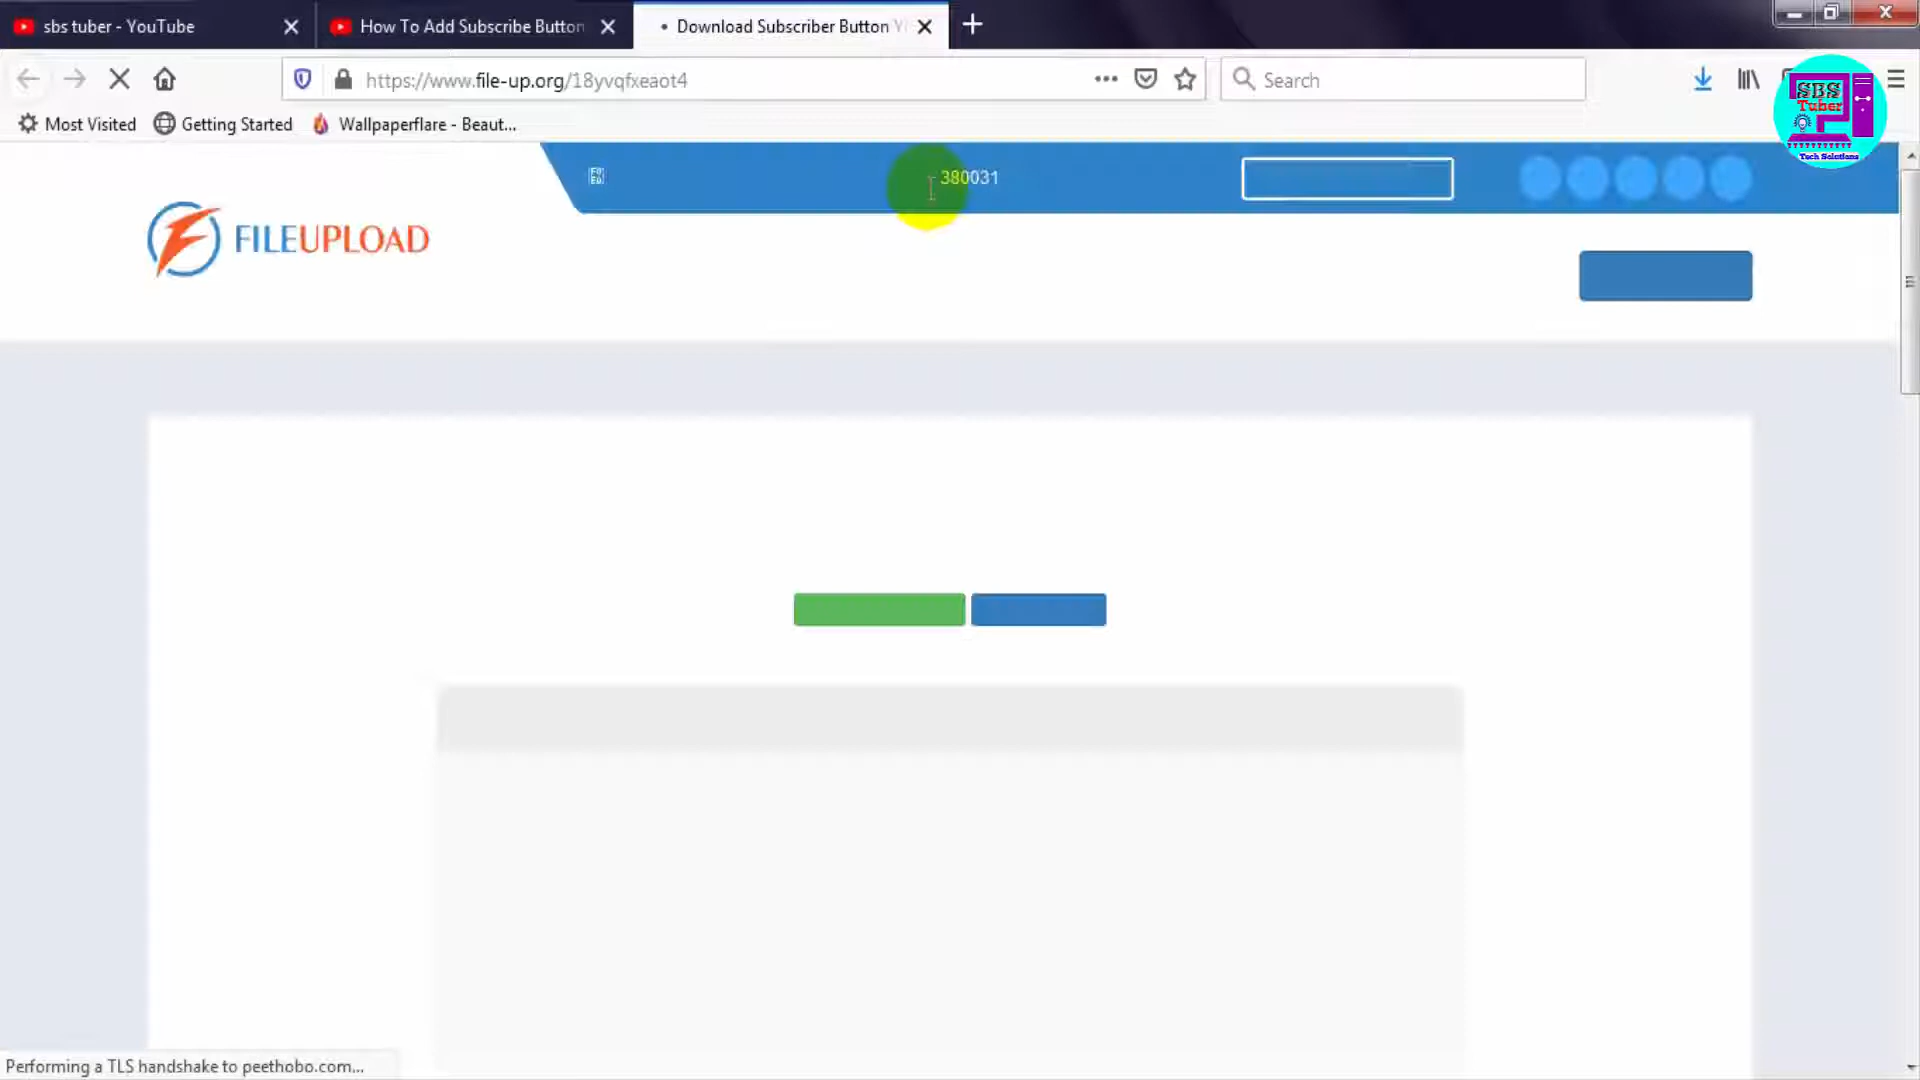 sbs tuber - YouTube
How To Add Subscribe Button
Download Subscriber Button Y
https://www.file-up.org/18yvqfxeaot4
Search
Most Visited
Getting Started
Wallpaperflare - Beaut...
SBS
Tuber
Tech Solutions
380031
FILEUPLOAD
Performing a TLS handshake to peethobo.com...